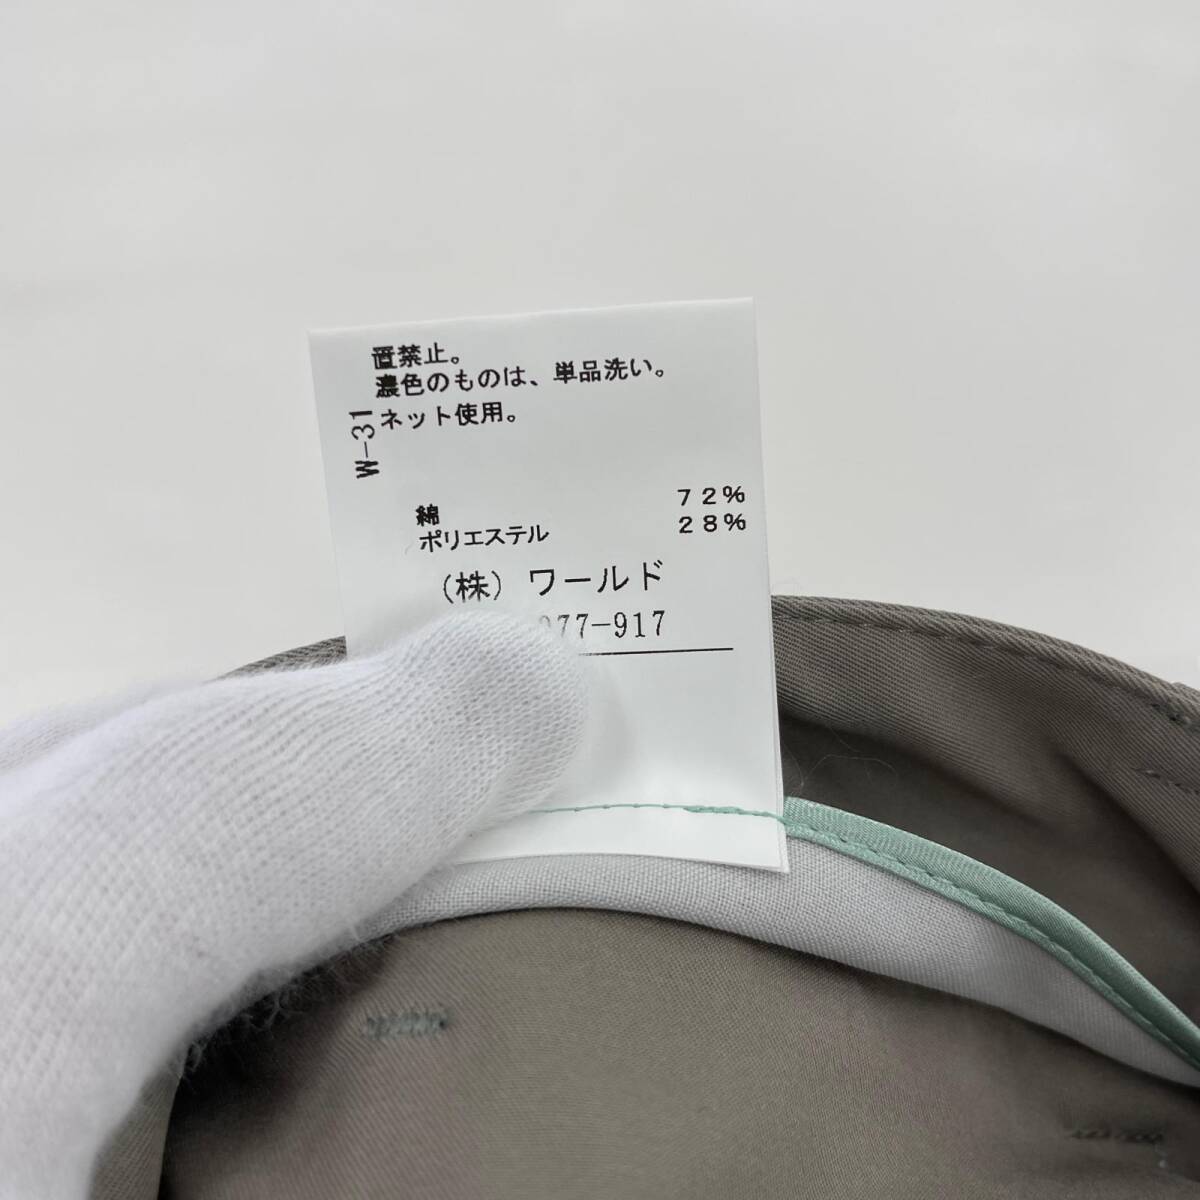 置禁止。
濃色のものは、単品洗い。
ネット使用。
W-31
綿 72%
ポリエステル 28%
(株) ワールド
77-917